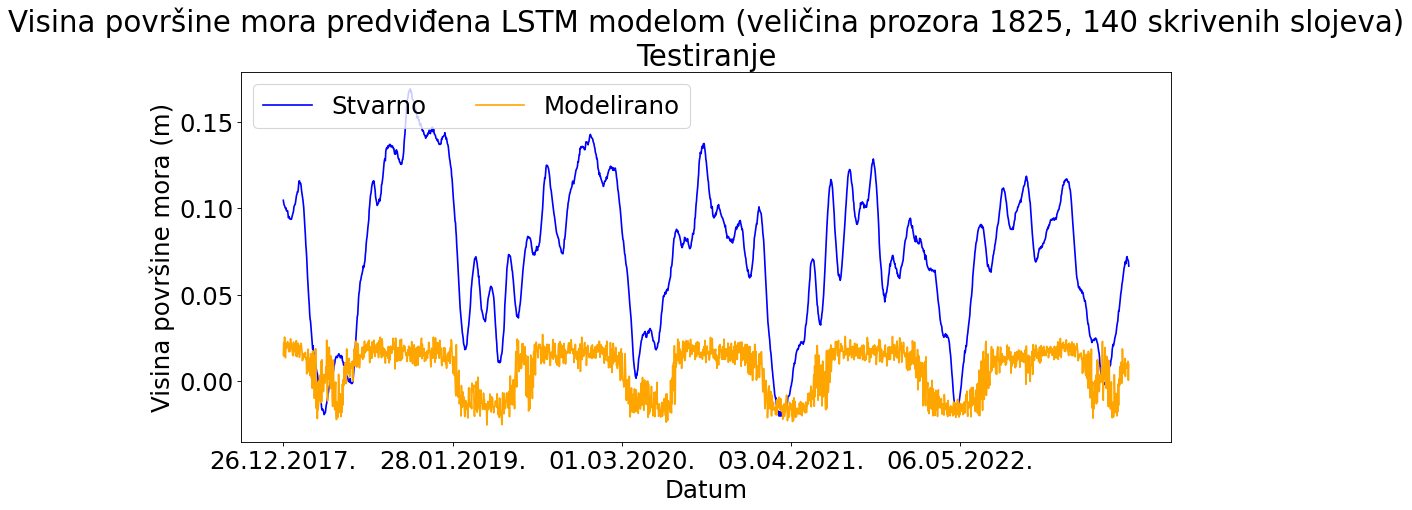 Visina površine mora predviđena LSTM modelom (veličina prozora 1825, 140 skrivenih slojeva)
Testiranje
Stvarno Modelirano
Visina površine mora (m)
0.15
0.10
0.05
0.00
26.12.2017. 28.01.2019. 01.03.2020. 03.04.2021. 06.05.2022.
Datum